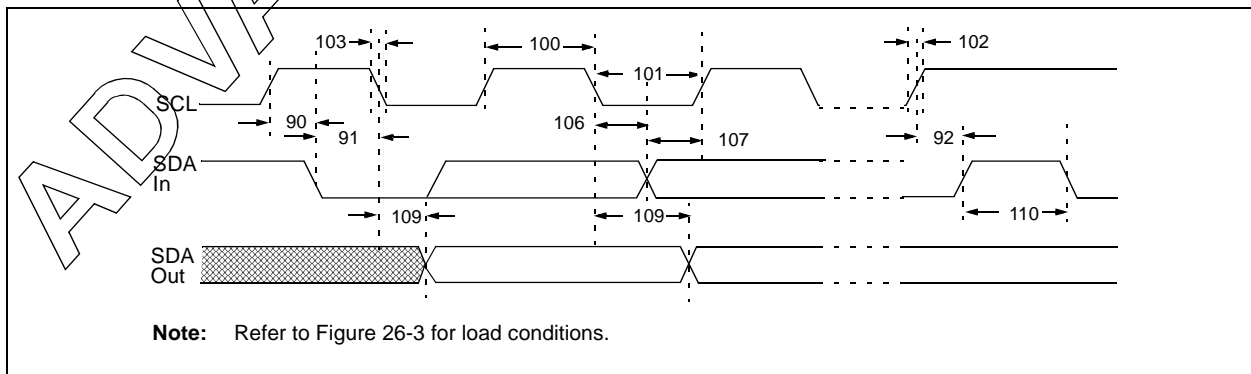 ADVA
103
100
102
101
SCL
90
106
91
107
92
SDA
In
109
109
110
SDA
Out
Note: Refer to Figure 26-3 for load conditions.